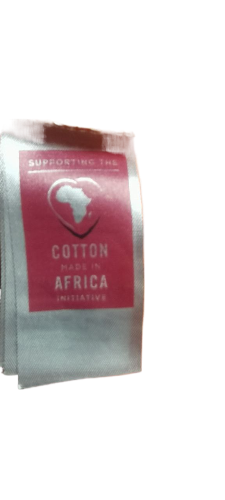 SUPPORTING THE
COTTON
MADE IN
AFRICA
INITIATIVE